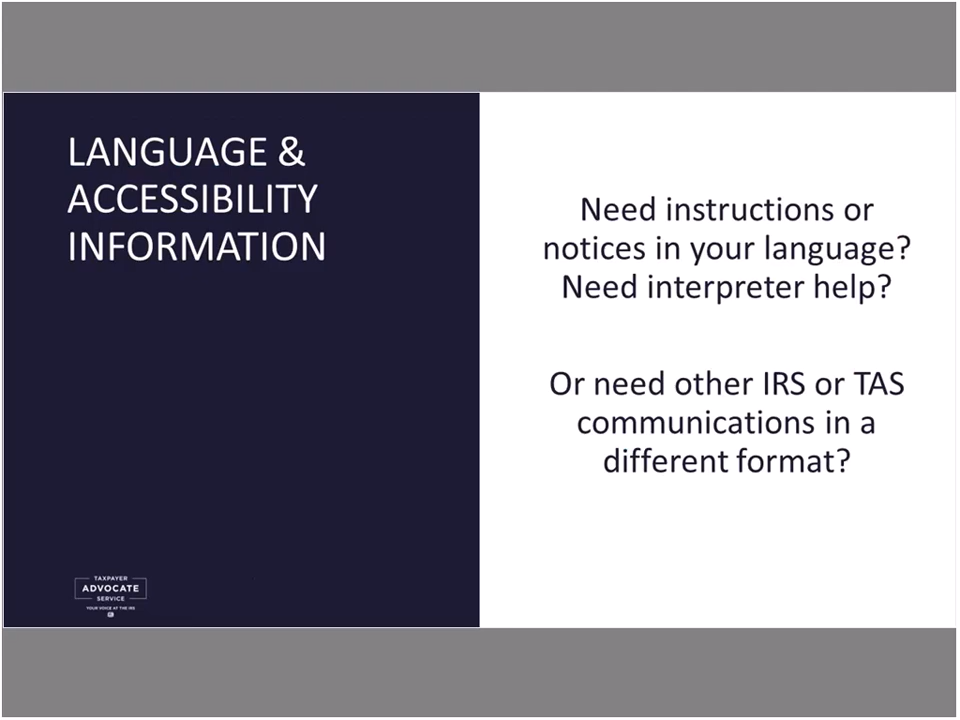 LANGUAGE &
ACCESSIBILITY
INFORMATION
Need instructions or
notices in your language?
Need interpreter help?
Or need other IRS or TAS
communications in a
different format?
TAXPAYER
ADVOCATE
SERVICE
YOUR VOICE AT THE IRS